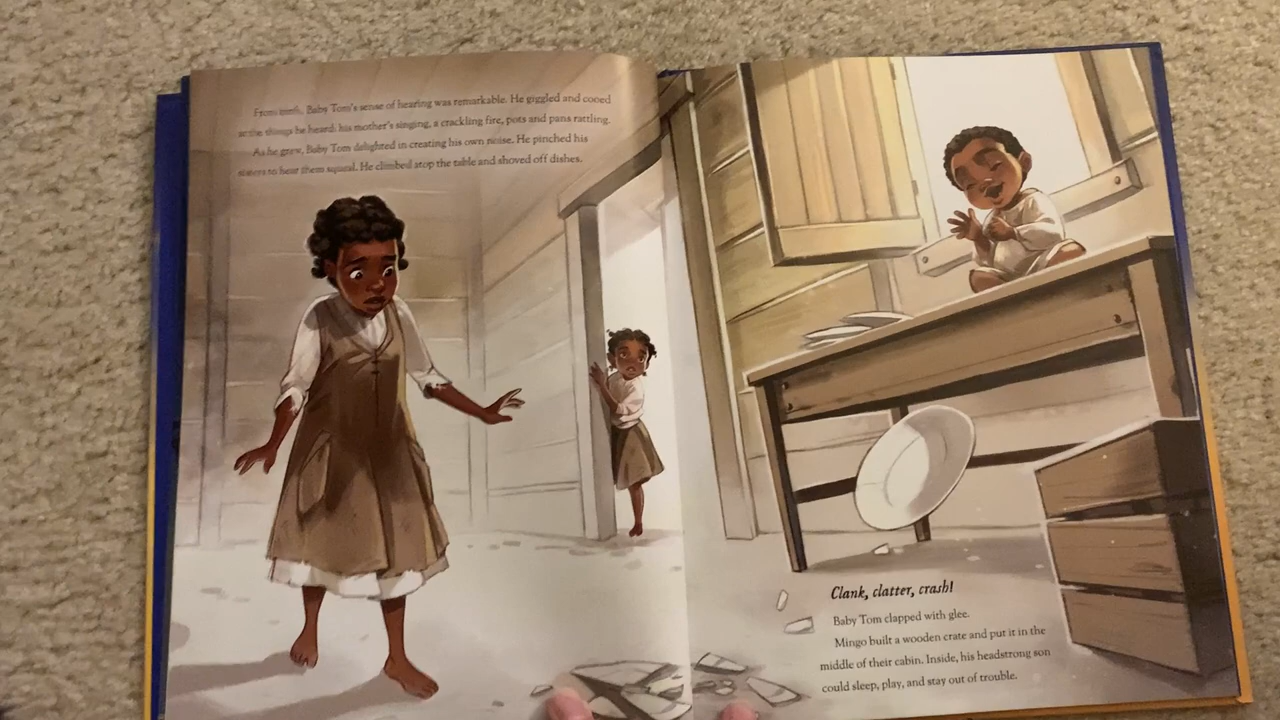 From birth, Baby Tom's sense of hearing was remarkable. He giggled and cooed
at the things he heard: his mother's singing, a crackling fire, pots and pans rattling.
As he grew, Baby Tom delighted in creating his own noise. He pinched his
sisters to hear them squeal. He climbed atop the table and shoved off dishes.
Clank, clatter, crash!
Baby Tom clapped with glee.
Mingo built a wooden crate and put it in the
middle of their cabin. Inside, his headstrong son
could sleep, play, and stay out of trouble.